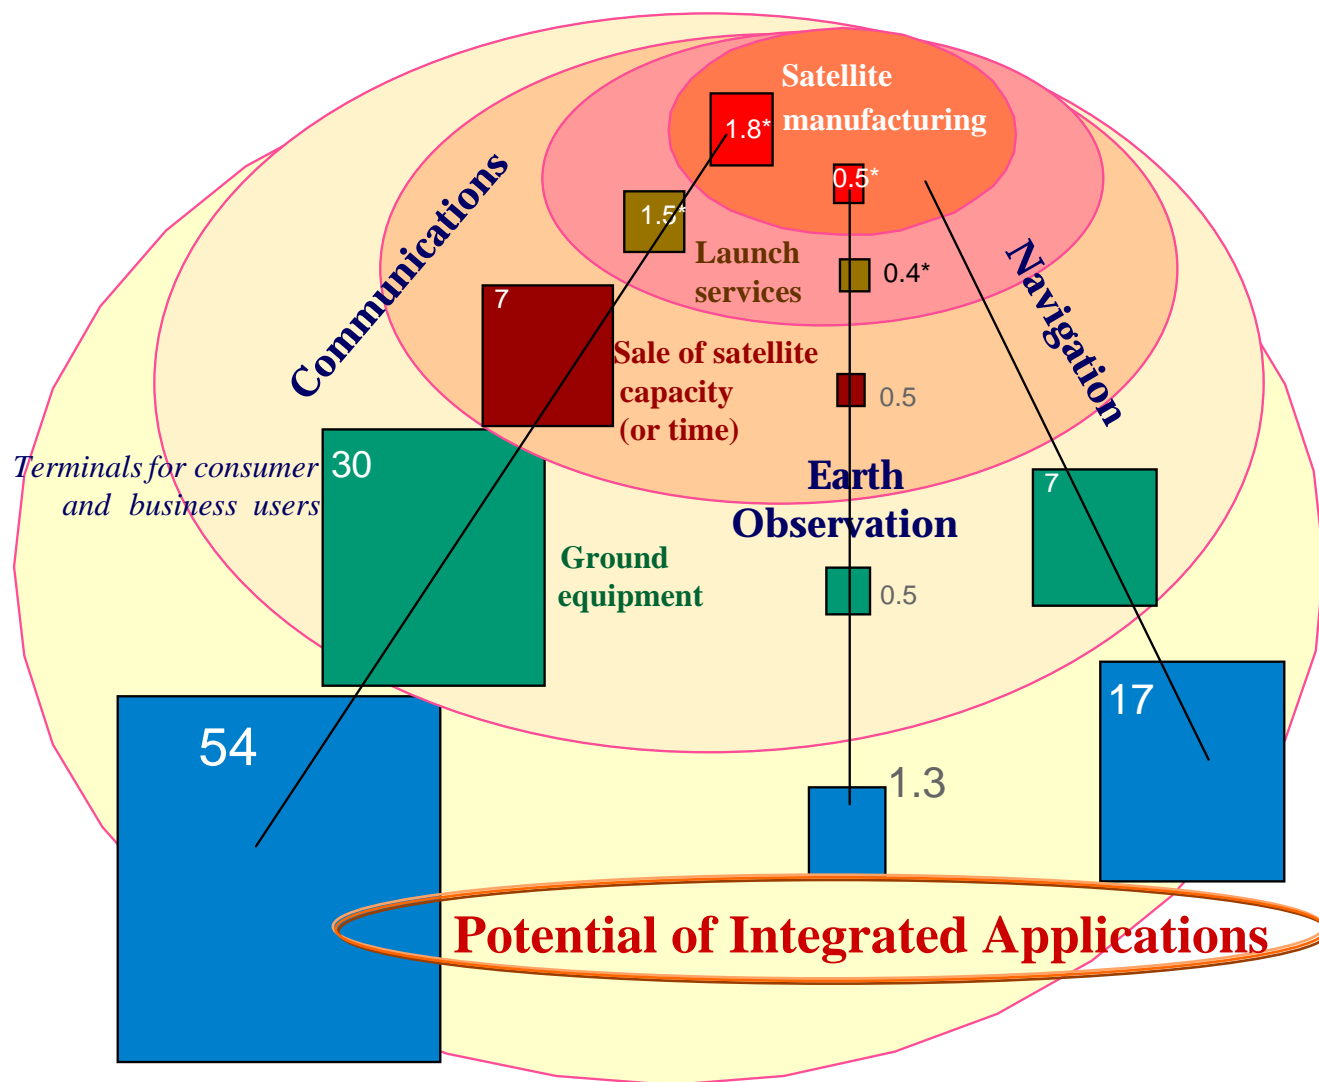 Satellite
manufacturing
1.8*
0.5*
Communications
1.5*
Launch
services
0.4*
Navigation
7
Sale of satellite
capacity
(or time)
0.5
Terminals for consumer
and business users
30
Earth
Observation
7
Ground
equipment
0.5
54
17
1.3
Potential of Integrated Applications